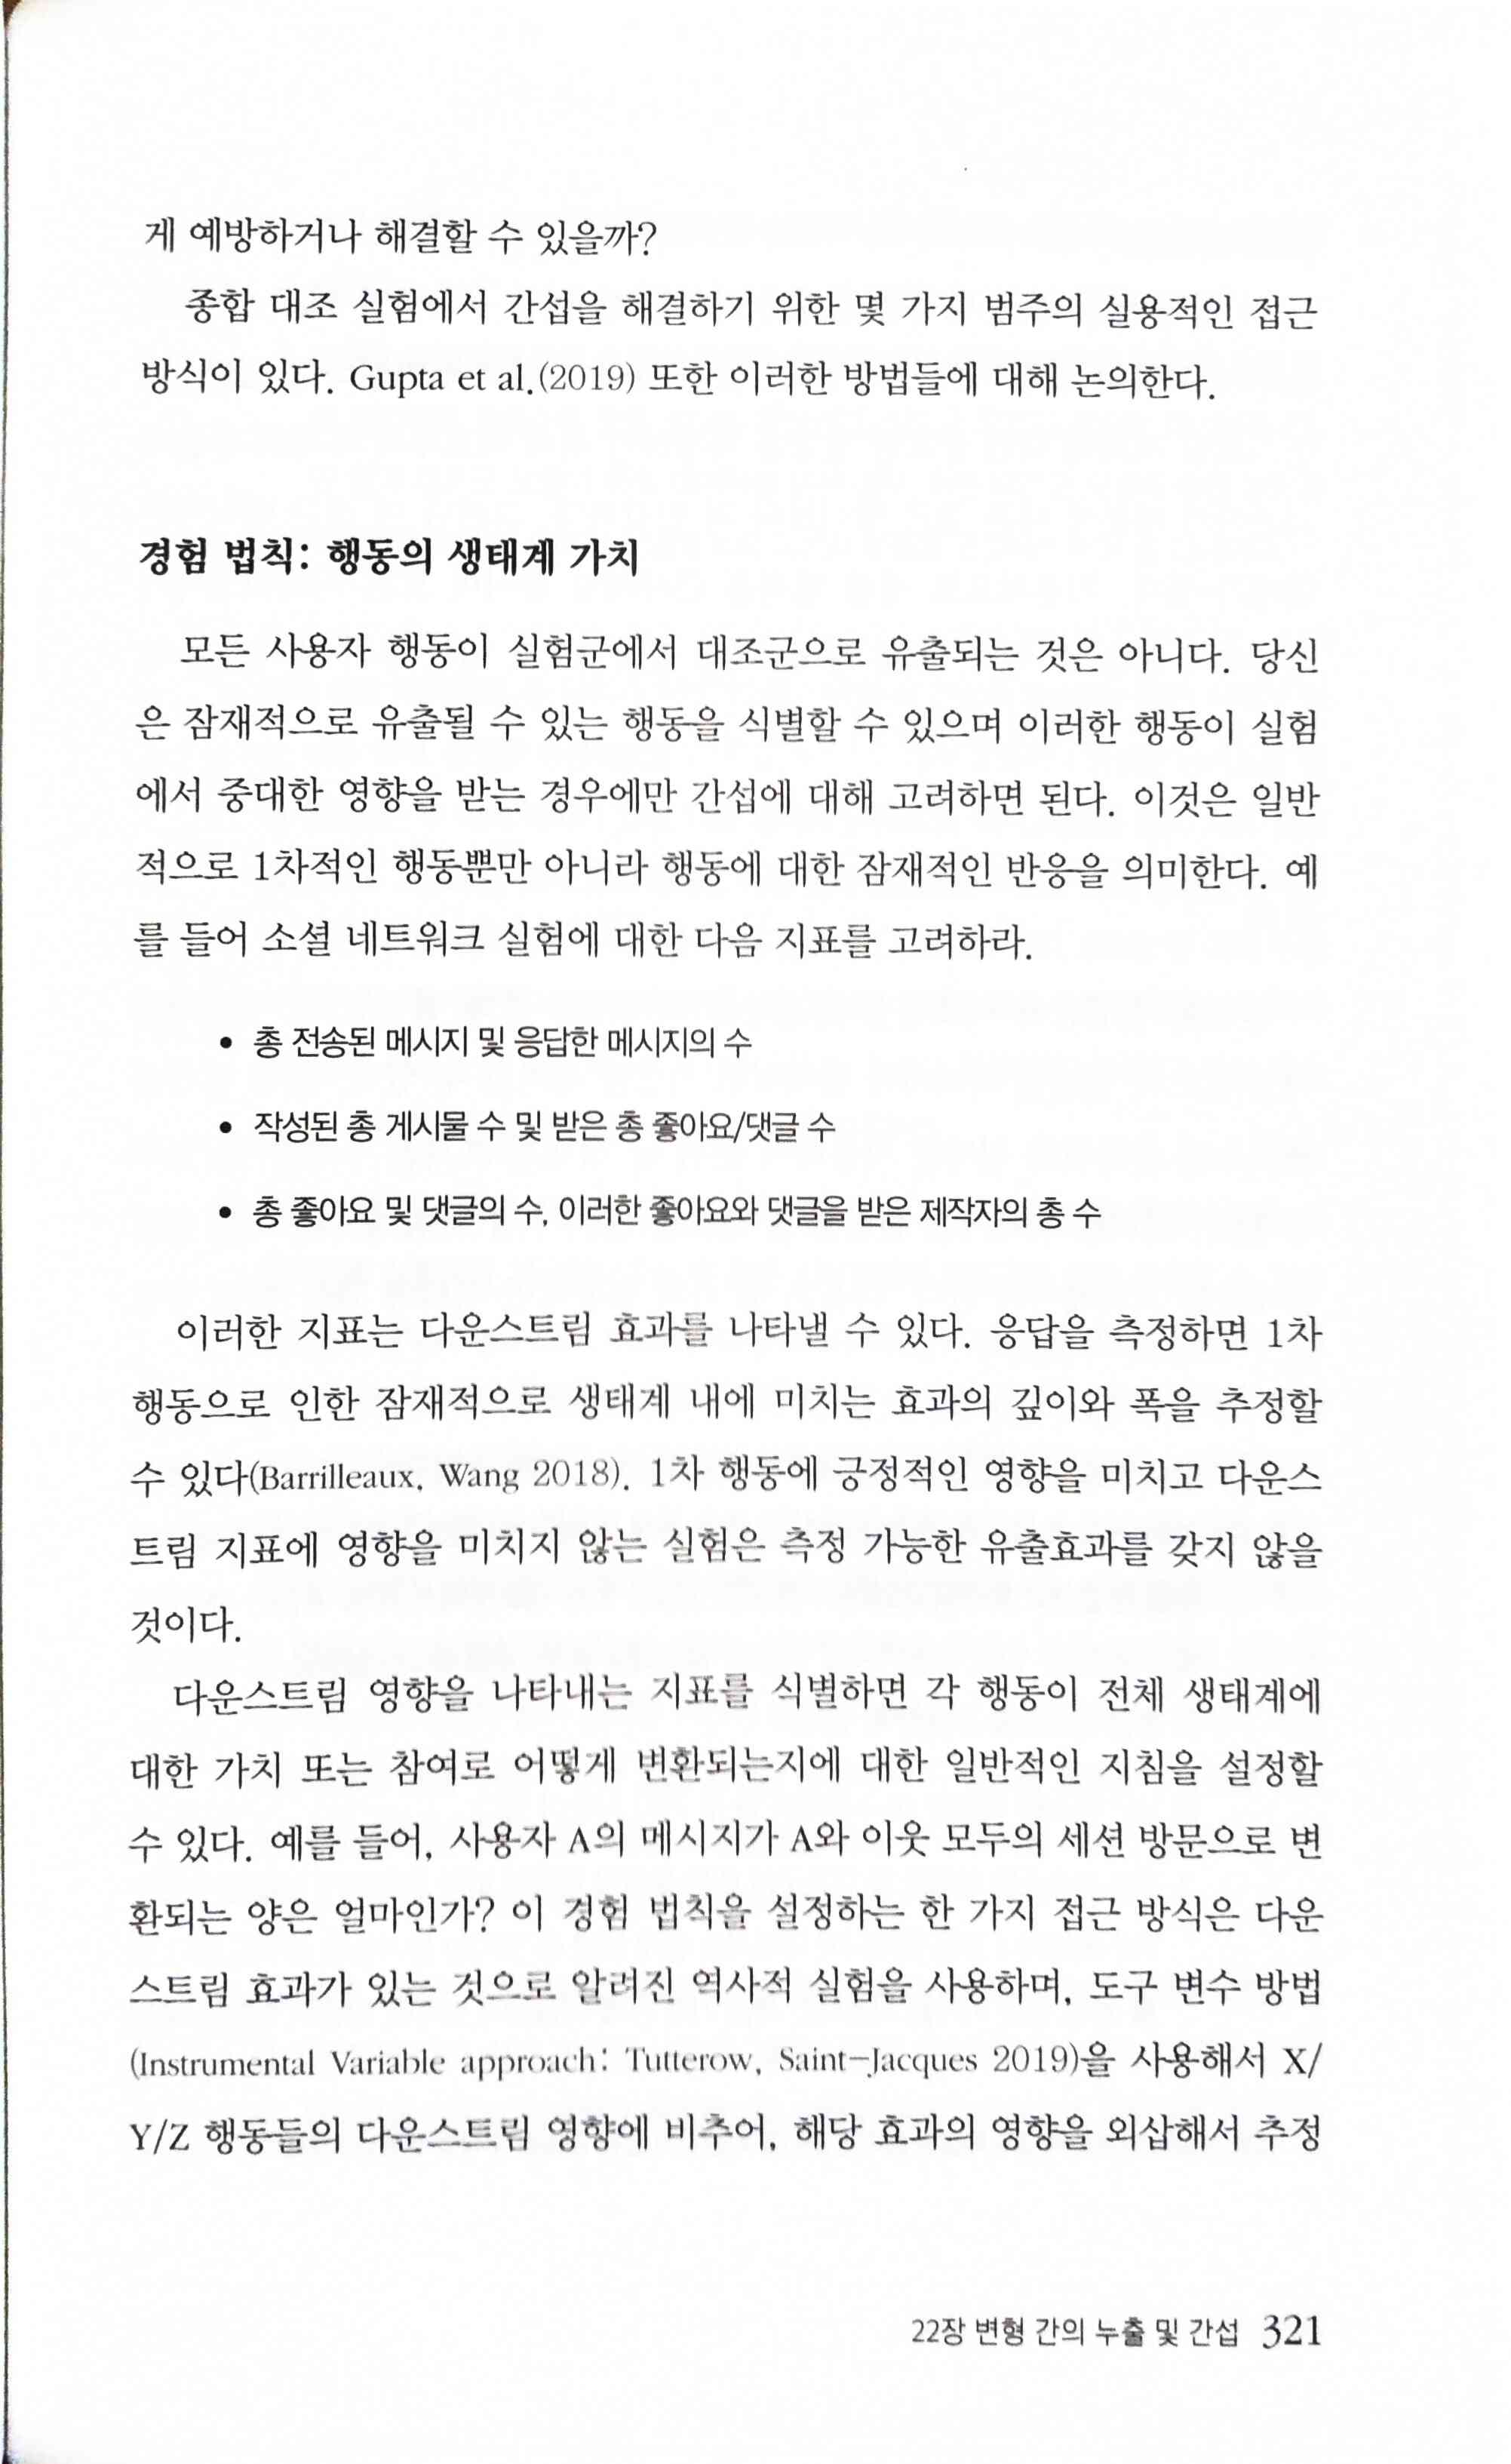 게 예방하거나 해결할 수 있을까?
종합 대조 실험에서 간섭을 해결하기 위한 몇 가지 범주의 실용적인 접근
방식이 있다. Gupta et al.(2019) 또한 이러한 방법들에 대해 논의한다.
경험 법칙: 행동의 생태계 가치
모든 사용자 행동이 실험군에서 대조군으로 유출되는 것은 아니다. 당신
은 잠재적으로 유출될 수 있는 행동을 식별할 수 있으며 이러한 행동이 실험
에서 중대한 영향을 받는 경우에만 간섭에 대해 고려하면 된다. 이것은 일반
적으로 1차적인 행동뿐만 아니라 행동에 대한 잠재적인 반응을 의미한다. 예
를 들어 소셜 네트워크 실험에 대한 다음 지표를 고려하라.
• 총 전송된 메시지 및 응답한 메시지의 수
• 작성된 총 게시물 수 및 받은 총 좋아요/댓글 수
• 총 좋아요 및 댓글의 수, 이러한 좋아요와 댓글을 받은 제작자의 총 수
이러한 지표는 다운스트림 효과를 나타낼 수 있다. 응답을 측정하면 1차
행동으로 인한 잠재적으로 생태계 내에 미치는 효과의 깊이와 폭을 추정할
수 있다(Barrilleaux, Wang 2018). 1차 행동에 긍정적인 영향을 미치고 다운스
트림 지표에 영향을 미치지 않는 실험은 측정 가능한 유출효과를 갖지 않을
것이다.
다운스트림 영향을 나타내는 지표를 식별하면 각 행동이 전체 생태계에
대한 가치 또는 참여로 어떻게 변환되는지에 대한 일반적인 지침을 설정할
수 있다. 예를 들어, 사용자 A의 메시지가 A와 이웃 모두의 세션 방문으로 변
환되는 양은 얼마인가? 이 경험 법칙을 설정하는 한 가지 접근 방식은 다운
스트림 효과가 있는 것으로 알려진 역사적 실험을 사용하며, 도구 변수 방법
(Instrumental Variable approach: Tutterow, Saint-Jacques 2019)을 사용해서 X/
Y/Z 행동들의 다운스트림 영향에 비추어, 해당 효과의 영향을 외삽해서 추정
22장 변형 간의 누출 및 간섭 321